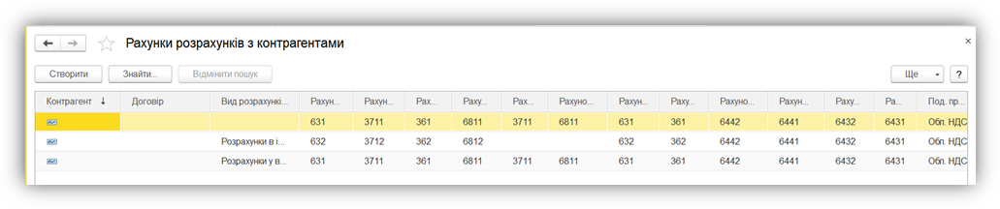 Рахунки розрахунків з контрагентами
Створити Знайти... Відмінити пошук Ще ?
Контрагент ↓ Договір Вид розрахункі... Рахун... Рахун... Рах... Раху... Рах... Рахуно... Рахун... Раху... Рахуно... Рахун... Раху... Ра... Под. пр...
631 3711 361 6811 3711 6811 631 361 6442 6441 6432 6431 Обл. НДС
Розрахунки в і... 632 3712 362 6812 632 362 6442 6441 6432 6431 Обл. НДС
Розрахунки у в... 631 3711 361 6811 3711 6811 631 361 6442 6441 6432 6431 Обл. НДС